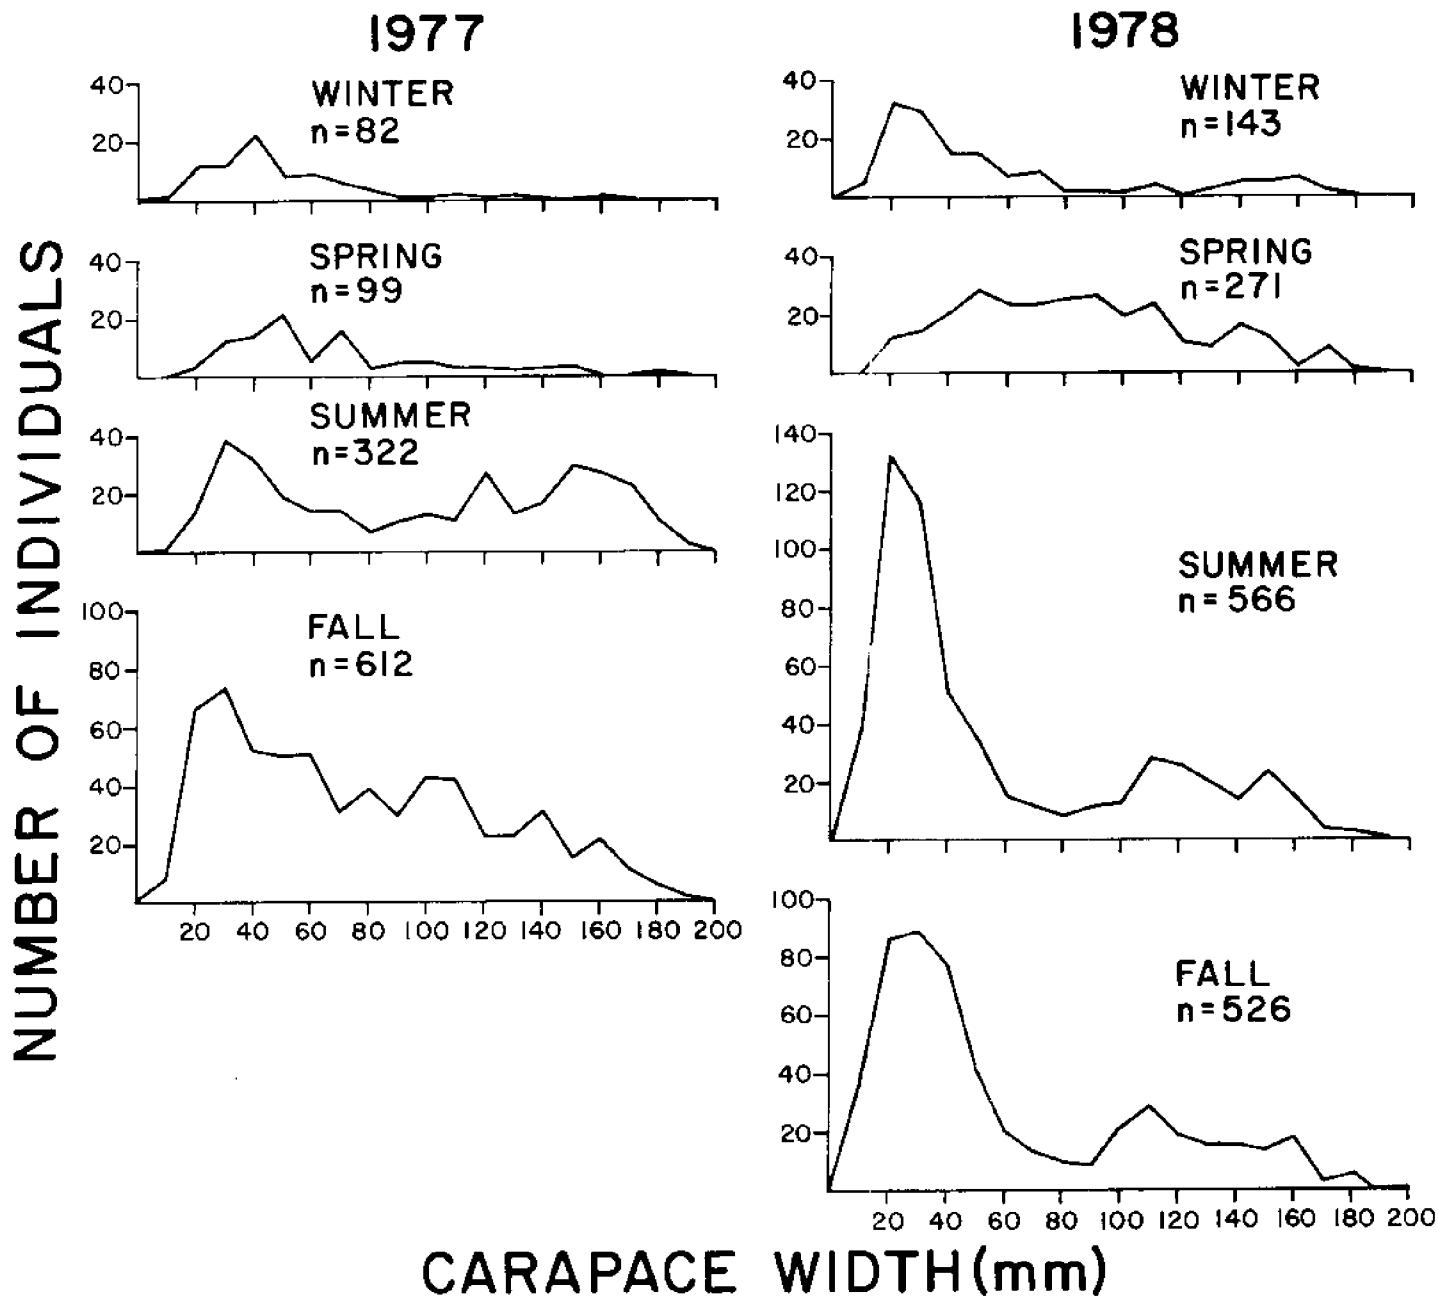 1977
1978
NUMBER OF INDIVIDUALS
WINTER
n=82
40
20
SPRING
n=99
40
20
SUMMER
n=322
40
20
FALL
n=612
100
80
60
40
20
20 40 60 80 100 120 140 160 180 200
WINTER
n=143
40
20
SPRING
n=271
40
20
SUMMER
n=566
140
120
100
80
60
40
20
FALL
n=526
100
80
60
40
20
20 40 60 80 100 120 140 160 180 200
CARAPACE WIDTH(mm)